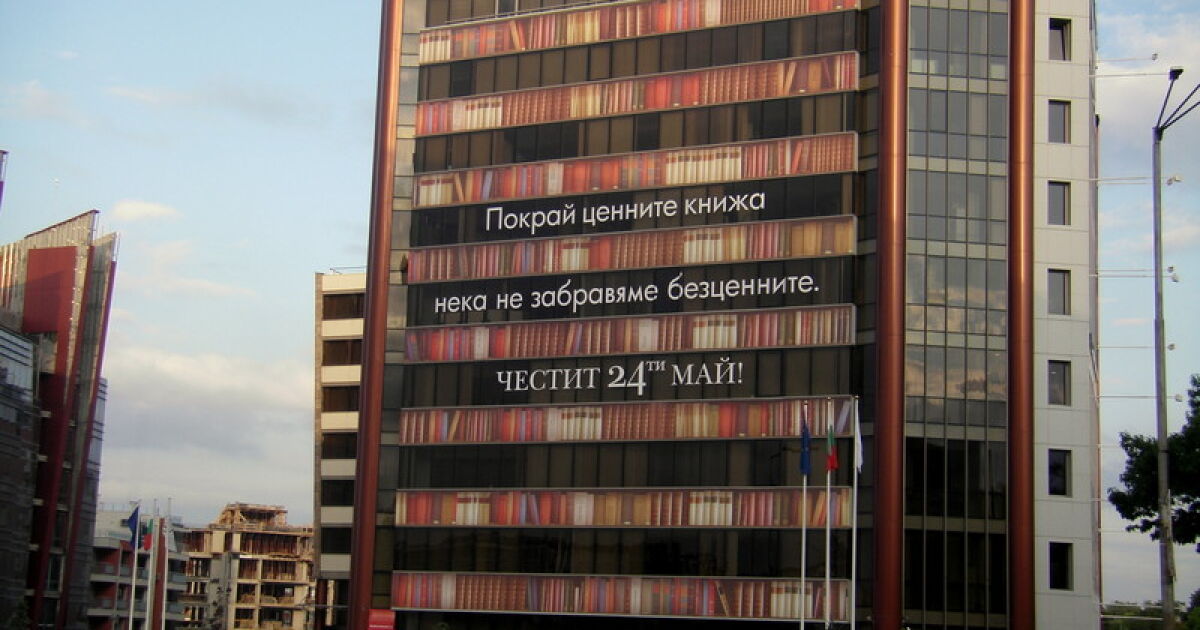 Покрай ценните книжа
нека не забравяме безценните.
ЧЕСТИТ 24ТИ МАЙ!